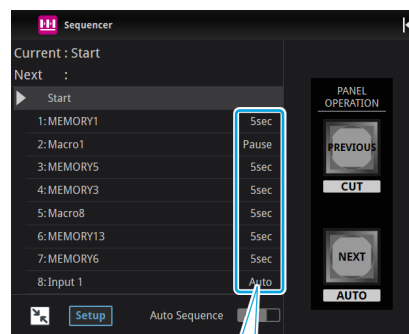 Sequencer
Current : Start
Next :
Start
1:MEMORY1 5sec
2:Macro1 Pause
3:MEMORY5 5sec
4:MEMORY3 5sec
5:Macro8 5sec
6:MEMORY13 5sec
7:MEMORY6 5sec
8:Input 1 Auto
Setup Auto Sequence
PANEL
OPERATION
PREVIOUS
CUT
NEXT
AUTO